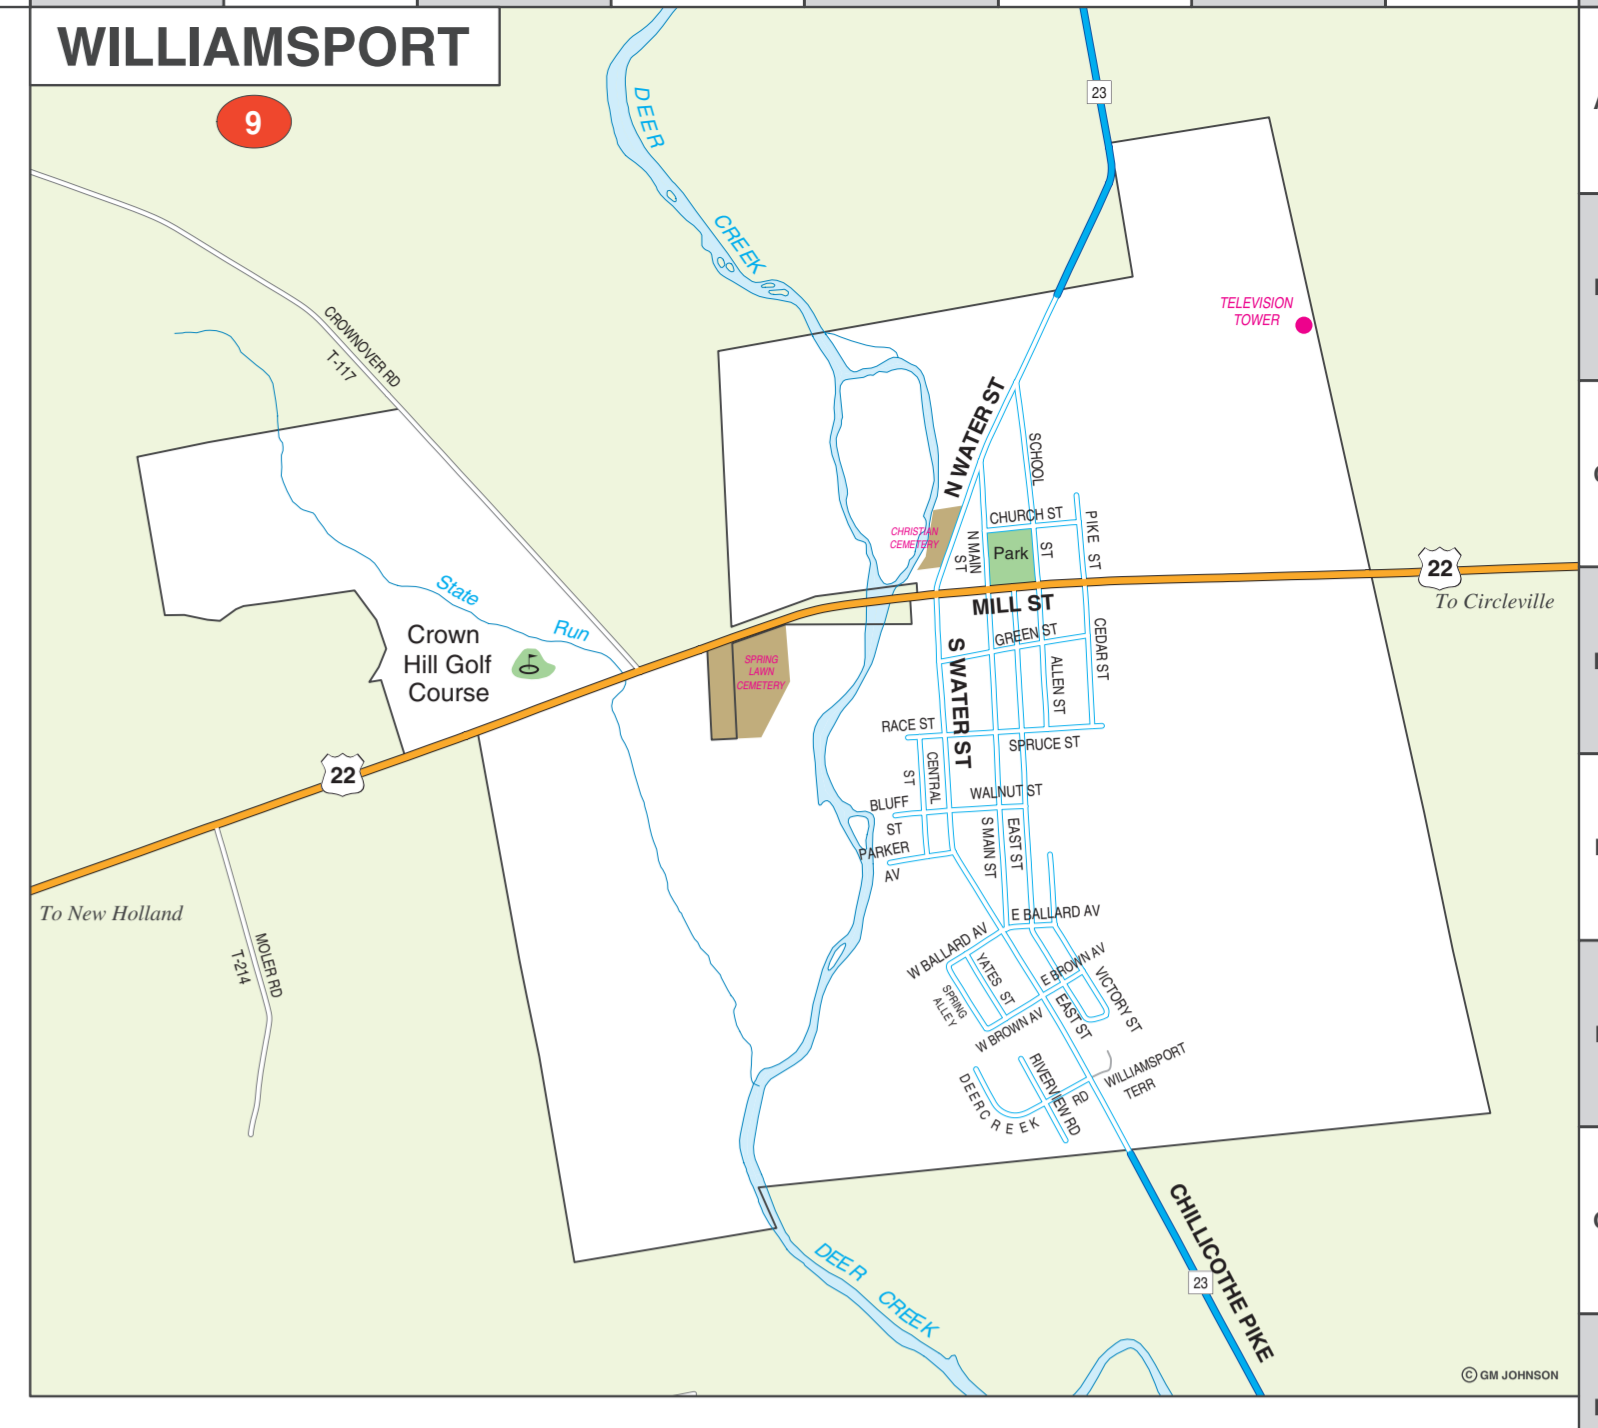 WILLIAMSPORT
9
DEER
CREEK
23
CROWNOVER RD
T-117
TELEVISION
TOWER
N WATER ST
SCHOOL
ST
CHURCH ST
PIKE ST
N MAIN
ST
Park
CHRISTIAN
CEMETERY
22
To Circleville
MILL ST
State
Run
Crown
Hill Golf
Course
SPRING
LAWN
CEMETERY
S WATER ST
GREEN ST
CEDAR ST
ALLEN ST
RACE ST
SPRUCE ST
CENTRAL
ST
WALNUT ST
BLUFF
ST
PARKER
AV
S MAIN ST
EAST ST
22
To New Holland
MOLER RD
T-214
E BALLARD AV
W BALLARD AV
YATES ST
SPRING
ALLEY
E BROWN AV
VICTORY ST
EAST ST
W BROWN AV
RIVERVIEW RD
DEERCREEK
RD
WILLIAMSPORT
TERR
CHILLICOTHE PIKE
23
DEER
CREEK
© GM JOHNSON